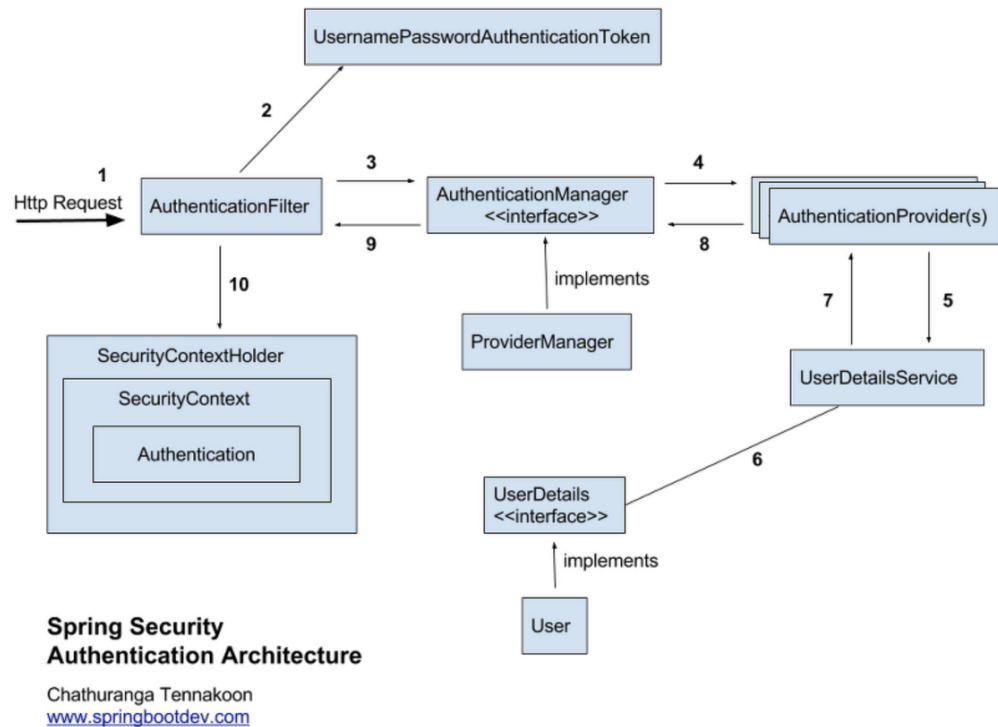 UsernamePasswordAuthenticationToken
2
1
Http Request
AuthenticationFilter
3
9
AuthenticationManager
<<interface>>
4
8
AuthenticationProvider(s)
10
implements
ProviderManager
7
5
SecurityContextHolder
SecurityContext
Authentication
UserDetailsService
6
UserDetails
<<interface>>
implements
User
Spring Security
Authentication Architecture
Chathuranga Tennakoon
www.springbootdev.com